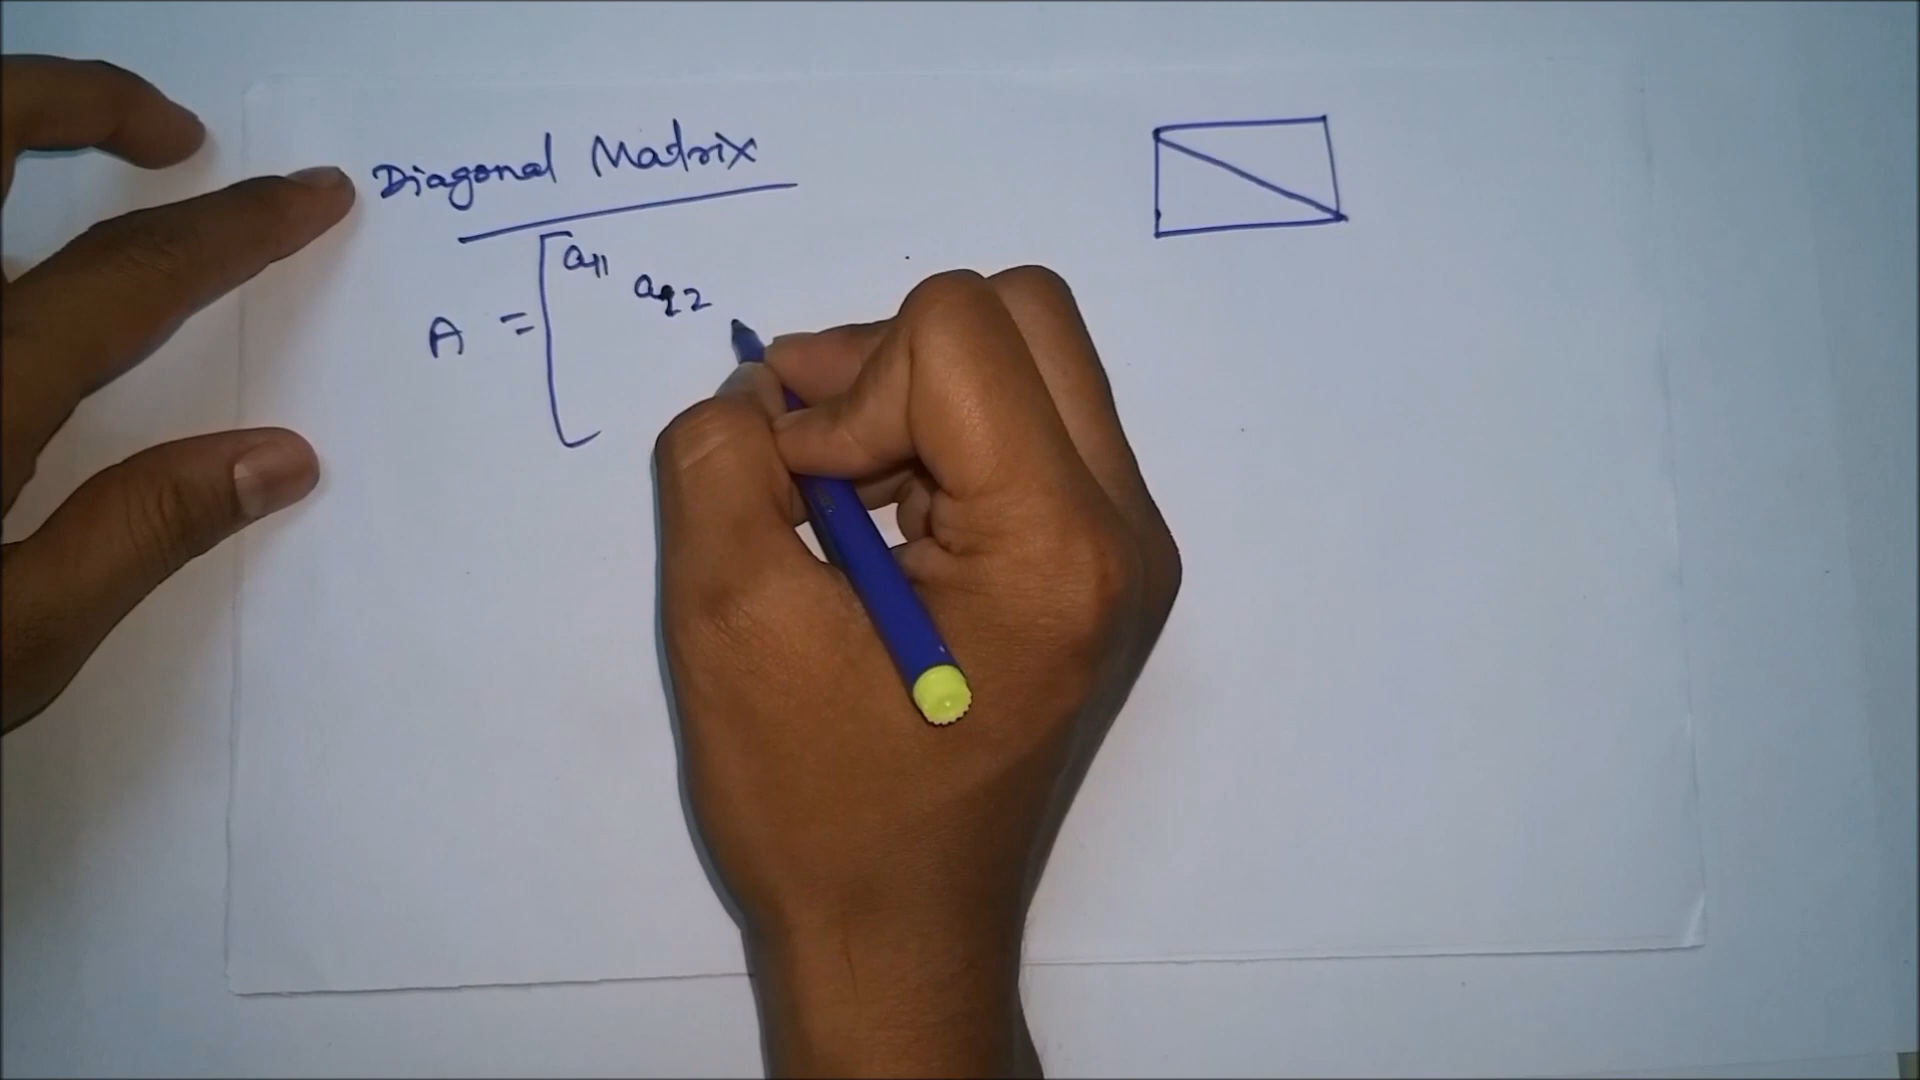 Diagonal Matrix
A = [ a11
a22